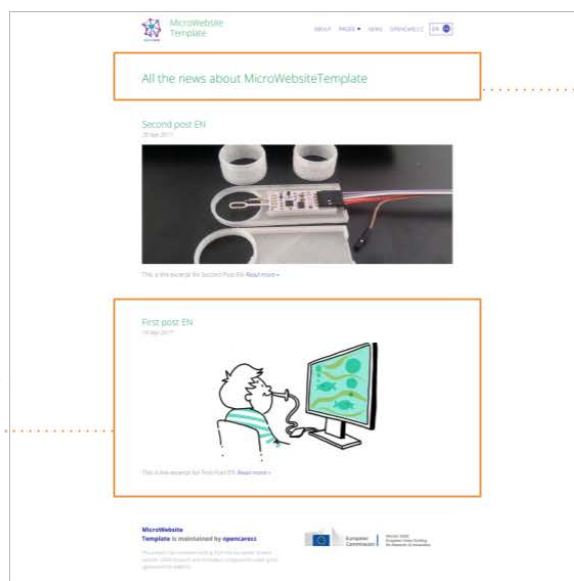 MicroWebsite
Template
ABOUT PAGES NEWS OPENCARECC EN
All the news about MicroWebsiteTemplate
Second post EN
This is the excerpt for Second Post EN Read more »
First post EN
This is the excerpt for First Post EN Read more »
MicroWebsite
Template is maintained by opencarecc
European
Commission